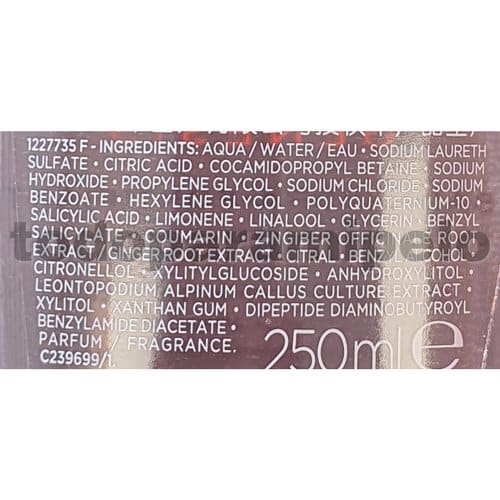 1227735 F - INGREDIENTS: AQUA / WATER / EAU • SODIUM LAURETH
SULFATE • CITRIC ACID • COCAMIDOPROPYL BETAINE • SODIUM
HYDROXIDE • PROPYLENE GLYCOL • SODIUM CHLORIDE • SODIUM
BENZOATE • HEXYLENE GLYCOL • POLYQUATERNIUM-10 •
SALICYLIC ACID • LIMONENE • LINALOOL • GLYCERIN • BENZYL
SALICYLATE • COUMARIN • ZINGIBER OFFICINALE ROOT
EXTRACT / GINGER ROOT EXTRACT • CITRAL • BENZYL ALCOHOL •
CITRONELLOL • XYLITYLGLUCOSIDE • ANHYDROXYLITOL •
LEONTOPODIUM ALPINUM CALLUS CULTURE EXTRACT •
XYLITOL • XANTHAN GUM • DIPEPTIDE DIAMINOBUTYROYL
BENZYLAMIDE DIACETATE •
PARFUM / FRAGRANCE.
C239699/1.
250ml e